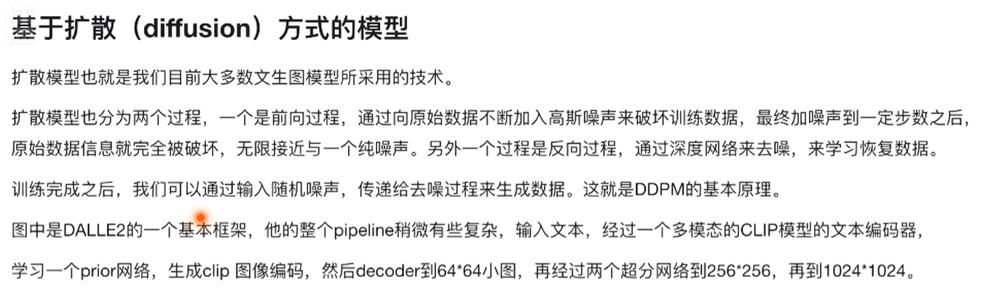 基于扩散（diffusion）方式的模型
扩散模型也就是我们目前大多数文生图模型所采用的技术。
扩散模型也分为两个过程，一个是前向过程，通过向原始数据不断加入高斯噪声来破坏训练数据，最终加噪声到一定步数之后，
原始数据信息就完全被破坏，无限接近与一个纯噪声。另外一个过程是反向过程，通过深度网络来去噪，来学习恢复数据。
训练完成之后，我们可以通过输入随机噪声，传递给去噪过程来生成数据。这就是DDPM的基本原理。
图中是DALLE2的一个基本框架，他的整个pipeline稍微有些复杂，输入文本，经过一个多模态的CLIP模型的文本编码器，
学习一个prior网络，生成clip 图像编码，然后decoder到64*64小图，再经过两个超分网络到256*256，再到1024*1024。